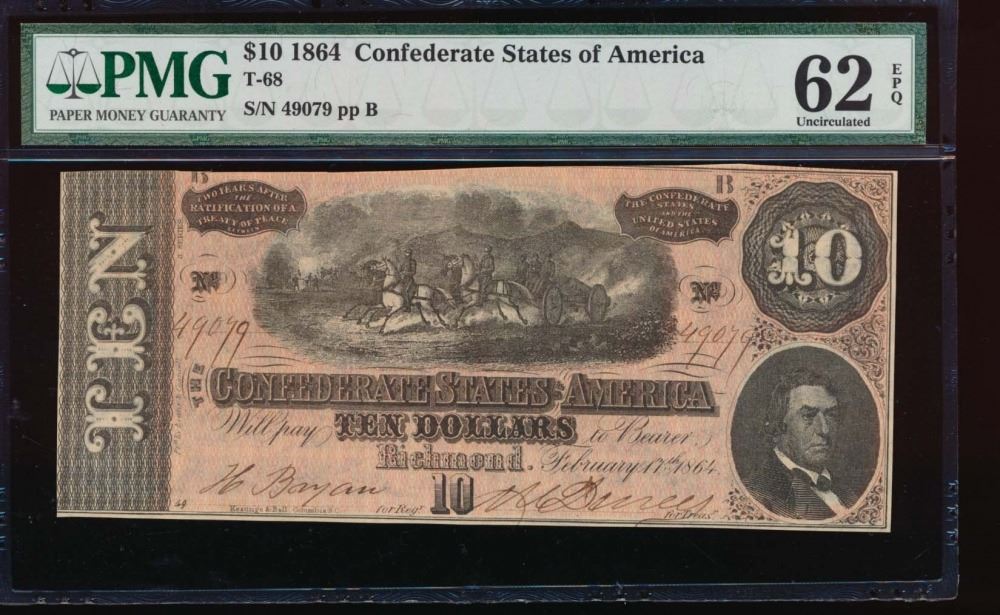 PMG
PAPER MONEY GUARANTY
$10 1864 Confederate States of America
T-68
S/N 49079 pp B
62
EPQ
Uncirculated
B
B
TWO YEARS AFTER
THE
RATIFICATION OF A
TREATY OF PEACE
BETWEEN
THE CONFEDERATE
STATES
AND THE
UNITED STATES
OF AMERICA
10
TEN
No
No
49079
49079
THE
CONFEDERATE STATES OF AMERICA
Will pay TEN DOLLARS to Bearer
Richmond. February 17th 1864
10
for Regr.
for Treasr.
Keatinge & Ball Columbia S.C.